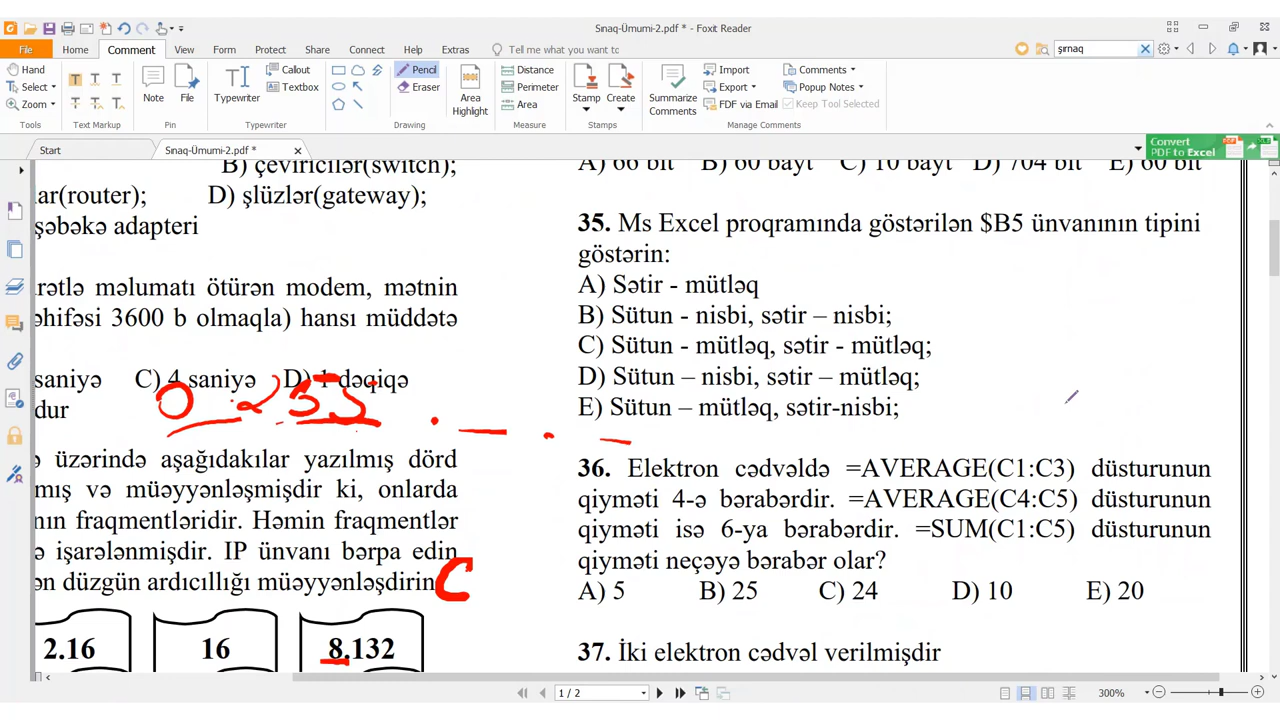 Sınaq-Ümumi-2.pdf * - Foxit Reader
File Home Comment View Form Protect Share Connect Help Extras Tell me what you want to şırnaq
Hand Callout Pencil Distance Import Comments
Select Note File Typewriter Textbox Eraser Area Highlight Perimeter Stamp Create Summarize Comments Export Popup Notes
Zoom Area FDF via Email Keep Tool Selected
Tools Text Markup Pin Typewriter Drawing Measure Stamps Manage Comments
Start Sınaq-Ümumi-2.pdf * Convert PDF to Excel
B) çeviricilər(switch);
lar(router); D) şlüzlər(gateway);
şəbəkə adapteri
rətlə məlumatı ötürən modem, mətnin
əhifəsi 3600 b olmaqla) hansı müddətə
saniyə C) 4 saniyə D) 1 dəqiqə
dur
0 255
ə üzərində aşağıdakılar yazılmış dörd
mış və müəyyənləşmişdir ki, onlarda
nın fraqmentləridir. Həmin fraqmentlər
ə işarələnmişdir. IP ünvanı bərpa edin
ən düzgün ardıcıllığı müəyyənləşdirin C
2.16 16 8.132
A) 66 bit B) 60 bayt C) 10 bayt D) 704 bit E) 60 bit
35. Ms Excel proqramında göstərilən $B5 ünvanının tipini
göstərin:
A) Sətir - mütləq
B) Sütun - nisbi, sətir – nisbi;
C) Sütun - mütləq, sətir - mütləq;
D) Sütun – nisbi, sətir – mütləq;
E) Sütun – mütləq, sətir-nisbi;
36. Elektron cədvəldə =AVERAGE(C1:C3) düsturunun
qiyməti 4-ə bərabərdir. =AVERAGE(C4:C5) düsturunun
qiyməti isə 6-ya bərabərdir. =SUM(C1:C5) düsturunun
qiyməti neçəyə bərabər olar?
A) 5 B) 25 C) 24 D) 10 E) 20
37. İki elektron cədvəl verilmişdir
1 / 2 300%